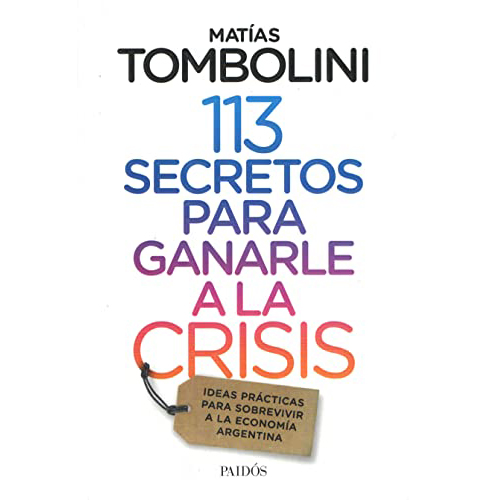 MATÍAS
TOMBOLINI
113
SECRETOS
PARA
GANARLE
A LA
CRISIS
IDEAS PRÁCTICAS
PARA SOBREVIVIR
A LA ECONOMÍA
ARGENTINA
PAIDÓS